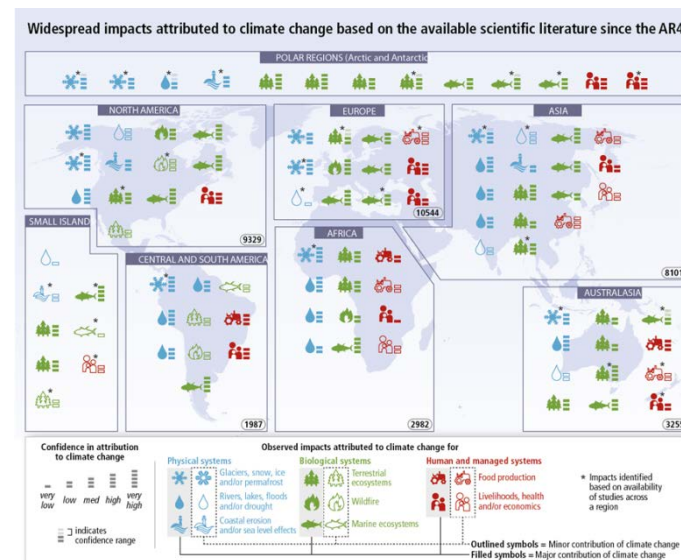 Widespread impacts attributed to climate change based on the available scientific literature since the AR4
POLAR REGIONS (Arctic and Antarctic
NORTH AMERICA
EUROPE
ASIA
9329
10544
8101
SMALL ISLAND
CENTRAL AND SOUTH AMERICA
AFRICA
AUSTRALASIA
1987
2982
3255
Confidence in attribution
to climate change
very low
low
med
high
very high
indicates
confidence range
Observed impacts attributed to climate change for
Physical systems
Glaciers, snow, ice
and/or permafrost
Rivers, lakes, floods
and/or drought
Coastal erosion
and/or sea level effects
Biological systems
Terrestrial
ecosystems
Wildfire
Marine ecosystems
Human and managed systems
Food production
Livelihoods, health
and/or economics
* Impacts identified
based on availability
of studies across
a region
Outlined symbols = Minor contribution of climate change
Filled symbols = Major contribution of climate change